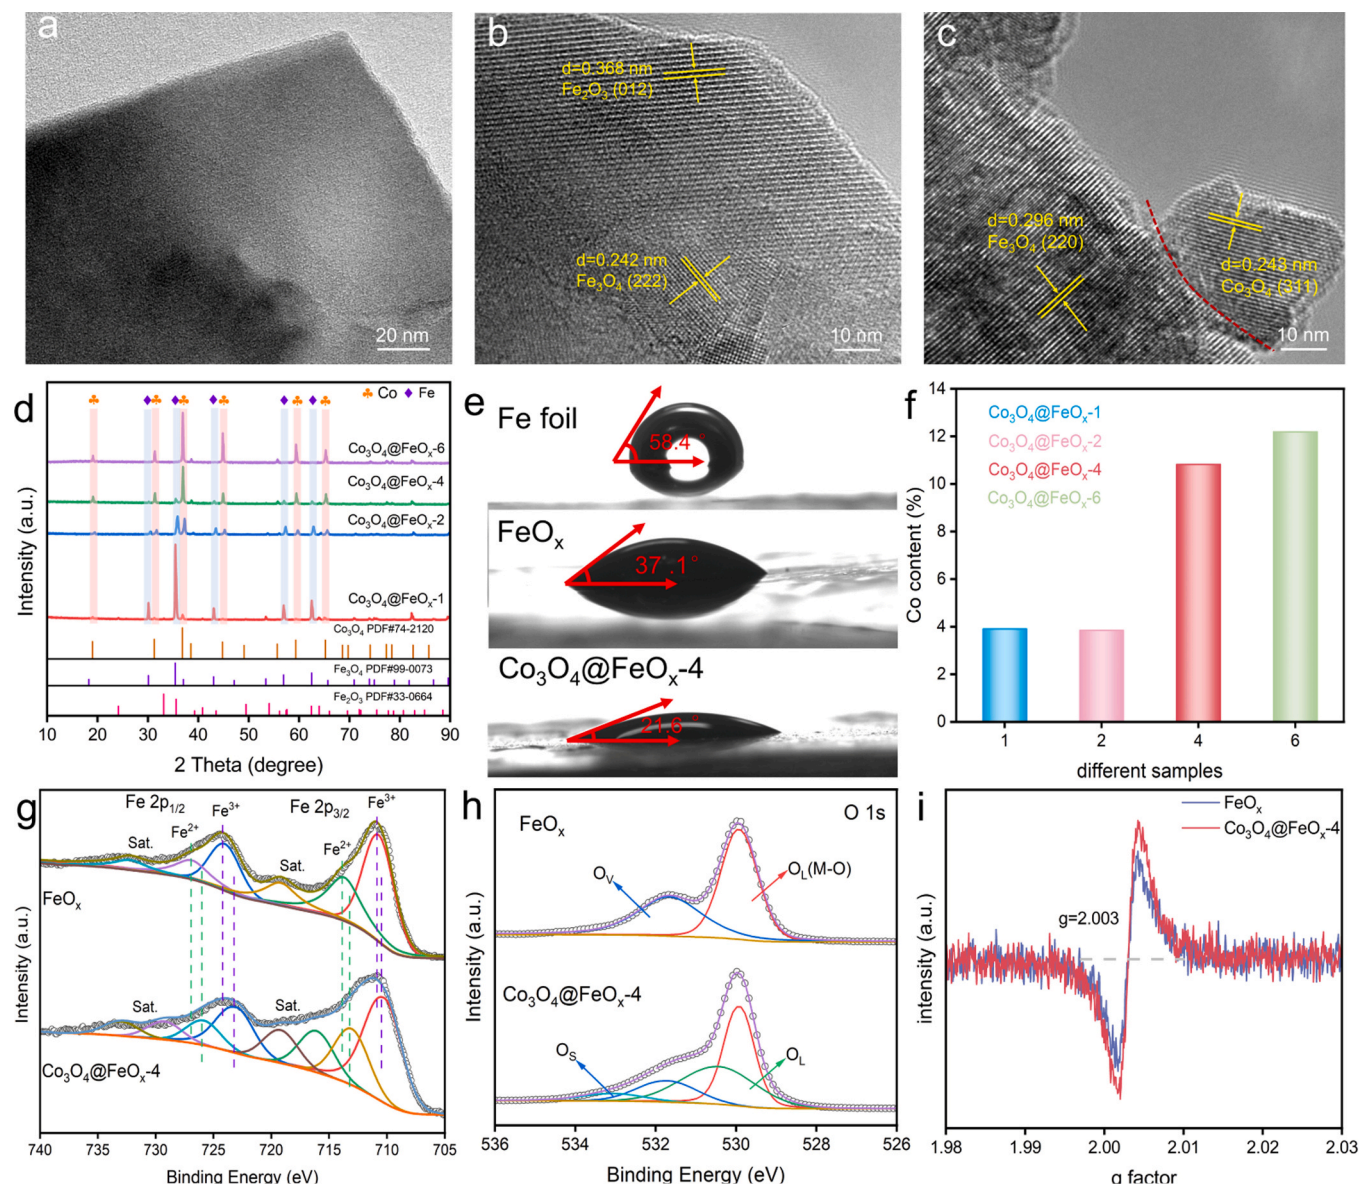 a
20 nm
b
d=0.368 nm
Fe₂O₃ (012)
d=0.242 nm
Fe₃O₄ (222)
10 nm
c
d=0.296 nm
Fe₃O₄ (220)
d=0.243 nm
Co₃O₄ (311)
10 nm
d
Co
Fe
Co₃O₄@FeOₓ-6
Co₃O₄@FeOₓ-4
Co₃O₄@FeOₓ-2
Co₃O₄@FeOₓ-1
Co₃O₄ PDF#74-2120
Fe₃O₄ PDF#99-0073
Fe₂O₃ PDF#33-0664
Intensity (a.u.)
10 20 30 40 50 60 70 80 90
2 Theta (degree)
e
Fe foil
58.4 °
FeOₓ
37 .1°
Co₃O₄@FeOₓ-4
21.6 °
f
Co₃O₄@FeOₓ-1
Co₃O₄@FeOₓ-2
Co₃O₄@FeOₓ-4
Co₃O₄@FeOₓ-6
Co content (%)
14
12
10
8
6
4
2
0
1 2 4 6
different samples
g
Fe 2p₁/₂
Fe³⁺
Fe 2p₃/₂
Fe³⁺
Fe²⁺
Fe²⁺
Sat.
Sat.
FeOₓ
Sat.
Sat.
Co₃O₄@FeOₓ-4
Intensity (a.u.)
740 735 730 725 720 715 710 705
Binding Energy (eV)
h
O 1s
FeOₓ
O_V
O_L(M-O)
Co₃O₄@FeOₓ-4
O_S
O_L
Intensity (a.u.)
536 534 532 530 528 526
Binding Energy (eV)
i
FeOₓ
Co₃O₄@FeOₓ-4
g=2.003
intensity (a.u.)
1.98 1.99 2.00 2.01 2.02 2.03
g factor